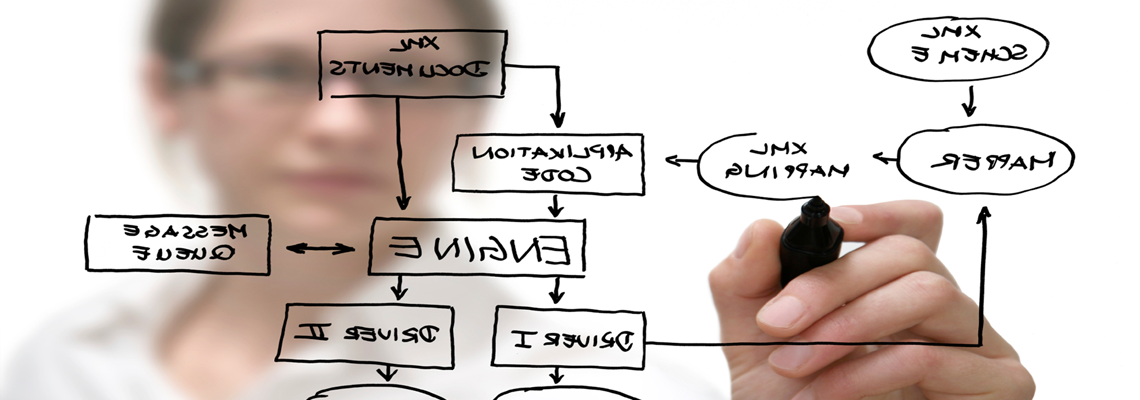 XML
SCHEME
XML
DOCUMENTS
APPLIKATION
CODE
XML
MAPPING
MAPPER
MESSAGE
QUEUE
ENGINE
DRIVER II
DRIVER I